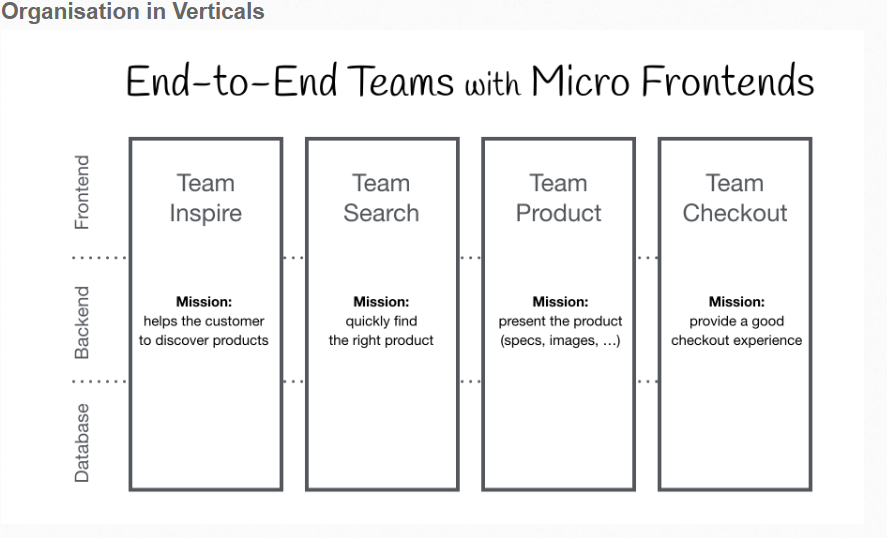 Organisation in Verticals
End-to-End Teams with Micro Frontends
Frontend
Backend
Database
Team
Inspire
Mission:
helps the customer
to discover products
Team
Search
Mission:
quickly find
the right product
Team
Product
Mission:
present the product
(specs, images, …)
Team
Checkout
Mission:
provide a good
checkout experience